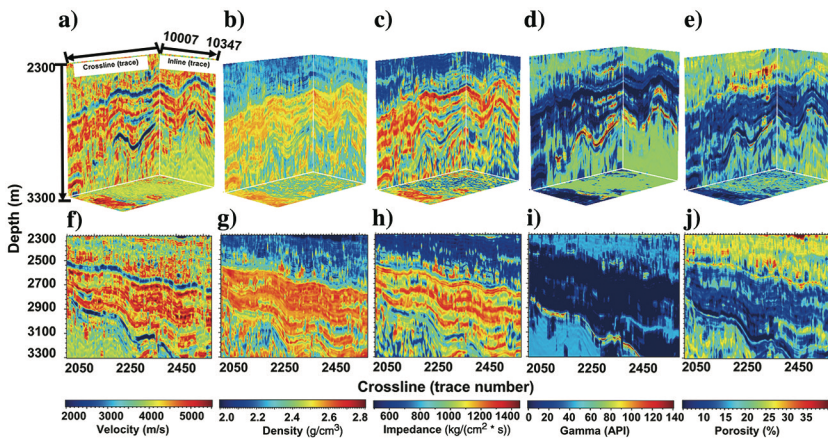 a) b) c) d) e)
10007 10347
Crossline (trace) Inline (trace)
2300
3300
Depth (m)
f) g) h) i) j)
2300
2500
2700
2900
3100
3300
2050 2250 2450 2050 2250 2450 2050 2250 2450 2050 2250 2450 2050 2250 2450
Crossline (trace number)
2000 3000 4000 5000 2.0 2.2 2.4 2.6 2.8 600 800 1000 1200 1400 0 20 40 60 80 100 120 140 10 15 20 25 30 35
Velocity (m/s) Density (g/cm³) Impedance (kg/(cm² * s)) Gamma (API) Porosity (%)